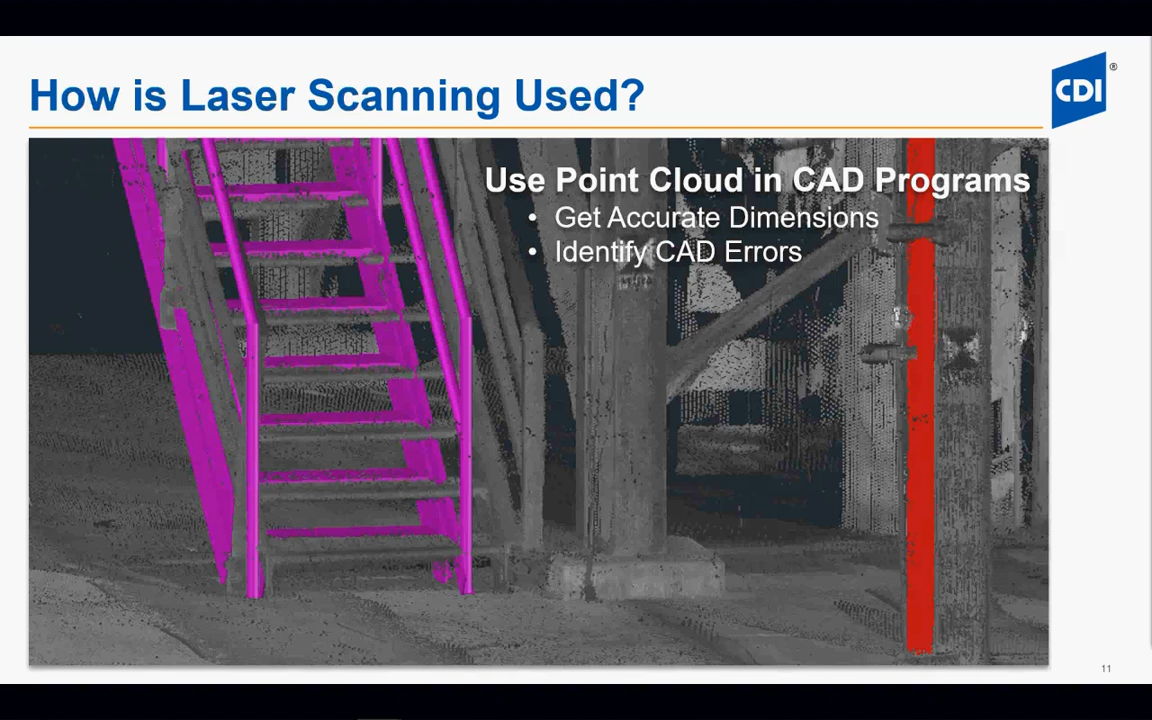 How is Laser Scanning Used?
CDI ®
Use Point Cloud in CAD Programs
• Get Accurate Dimensions
• Identify CAD Errors
11